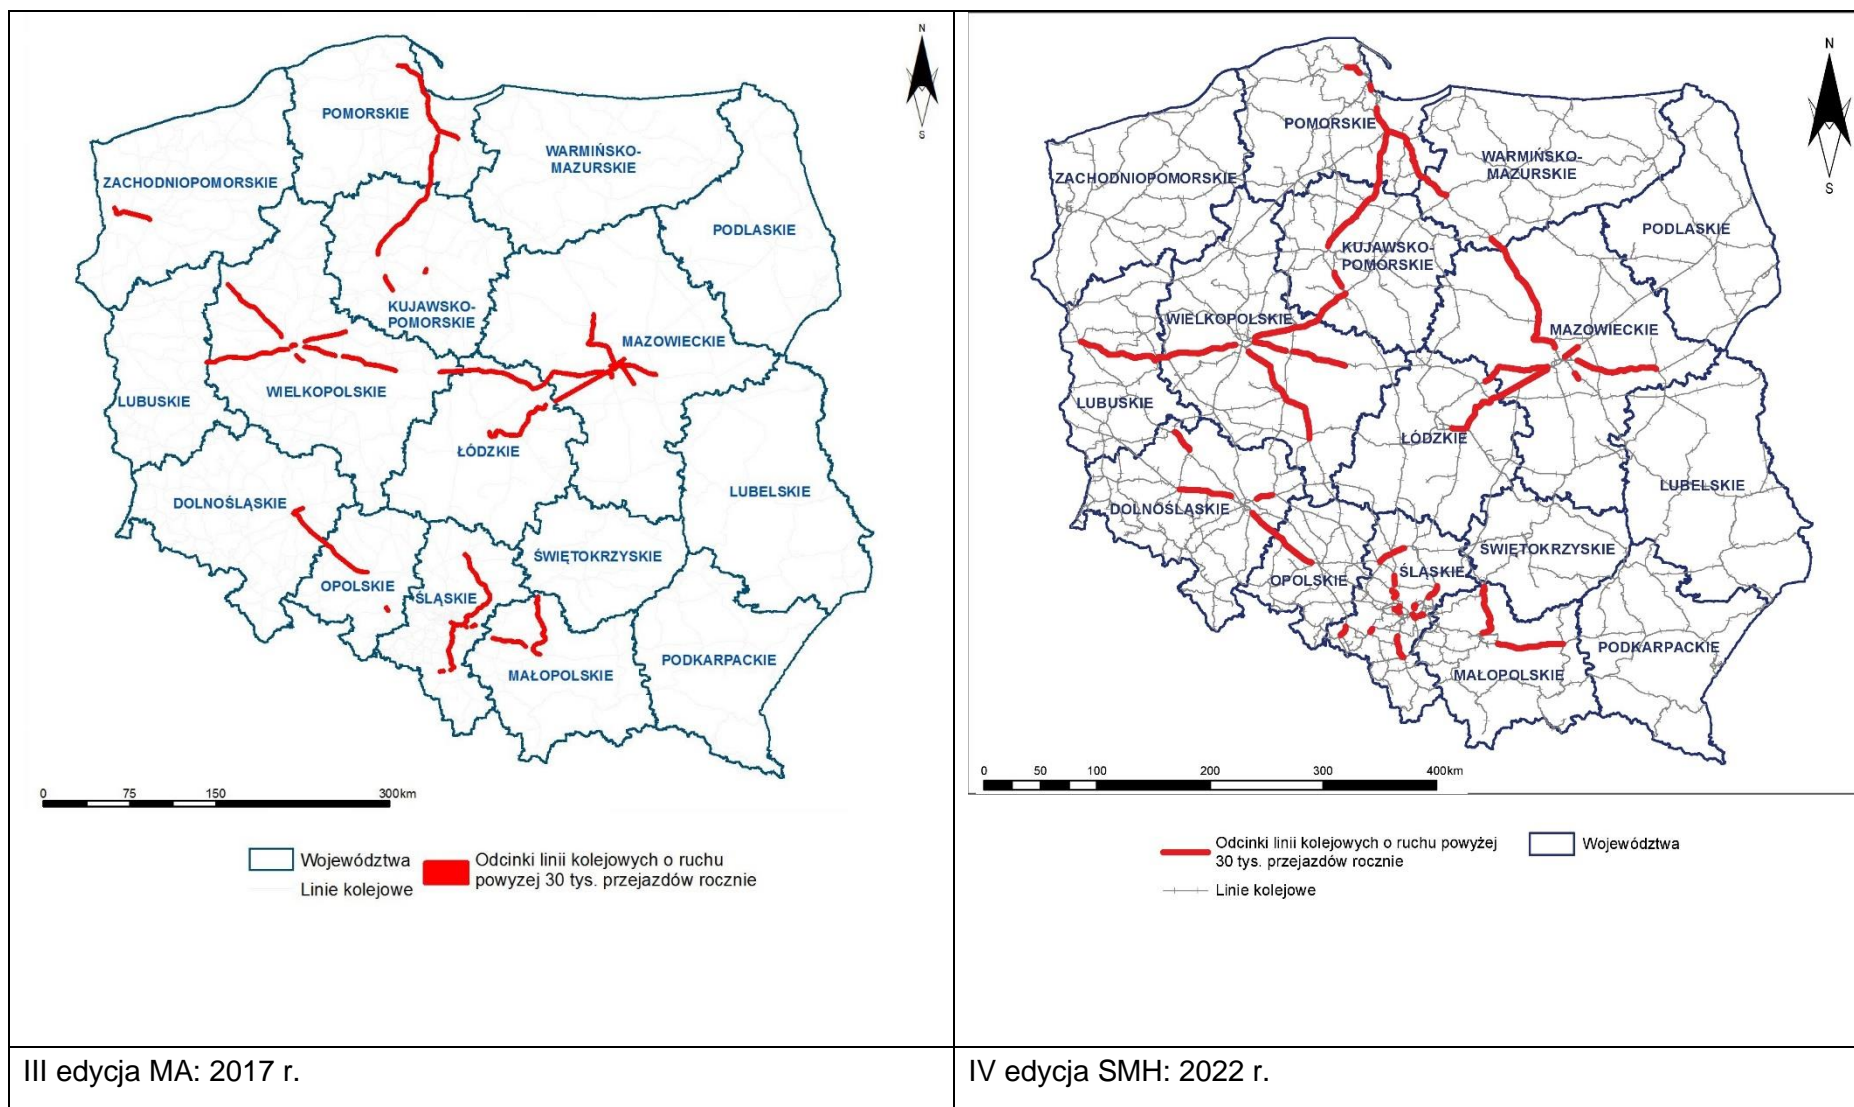 N
S
POMORSKIE
WARMIŃSKO-
MAZURSKIE
ZACHODNIOPOMORSKIE
PODLASKIE
KUJAWSKO-
POMORSKIE
MAZOWIECKIE
WIELKOPOLSKIE
LUBUSKIE
ŁÓDZKIE
LUBELSKIE
DOLNOŚLĄSKIE
ŚWIĘTOKRZYSKIE
OPOLSKIE
ŚLĄSKIE
PODKARPACKIE
MAŁOPOLSKIE
0 75 150 300 km
Województwa
Linie kolejowe
Odcinki linii kolejowych o ruchu
powyzej 30 tys. przejazdów rocznie
III edycja MA: 2017 r.
N
S
POMORSKIE
WARMIŃSKO-
MAZURSKIE
ZACHODNIOPOMORSKIE
PODLASKIE
KUJAWSKO-
POMORSKIE
WIELKOPOLSKIE
MAZOWIECKIE
LUBUSKIE
ŁÓDZKIE
LUBELSKIE
DOLNOŚLĄSKIE
ŚWIĘTOKRZYSKIE
OPOLSKIE
ŚLĄSKIE
PODKARPACKIE
MAŁOPOLSKIE
0 50 100 200 300 400km
Odcinki linii kolejowych o ruchu powyżej
30 tys. przejazdów rocznie
Linie kolejowe
Województwa
IV edycja SMH: 2022 r.